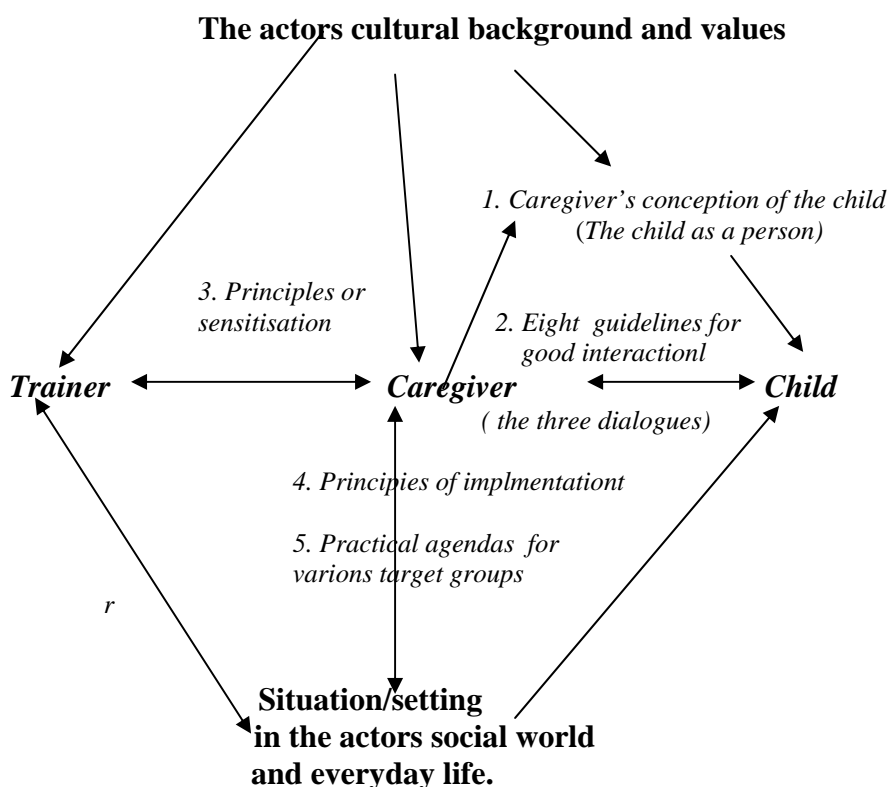 The actors cultural background and values
1. Caregiver's conception of the child
(The child as a person)
3. Principles or
sensitisation
2. Eight guidelines for
good interactionl
Trainer
Caregiver
Child
( the three dialogues)
4. Principies of implmentationt
5. Practical agendas for
varions target groups
r
Situation/setting
in the actors social world
and everyday life.